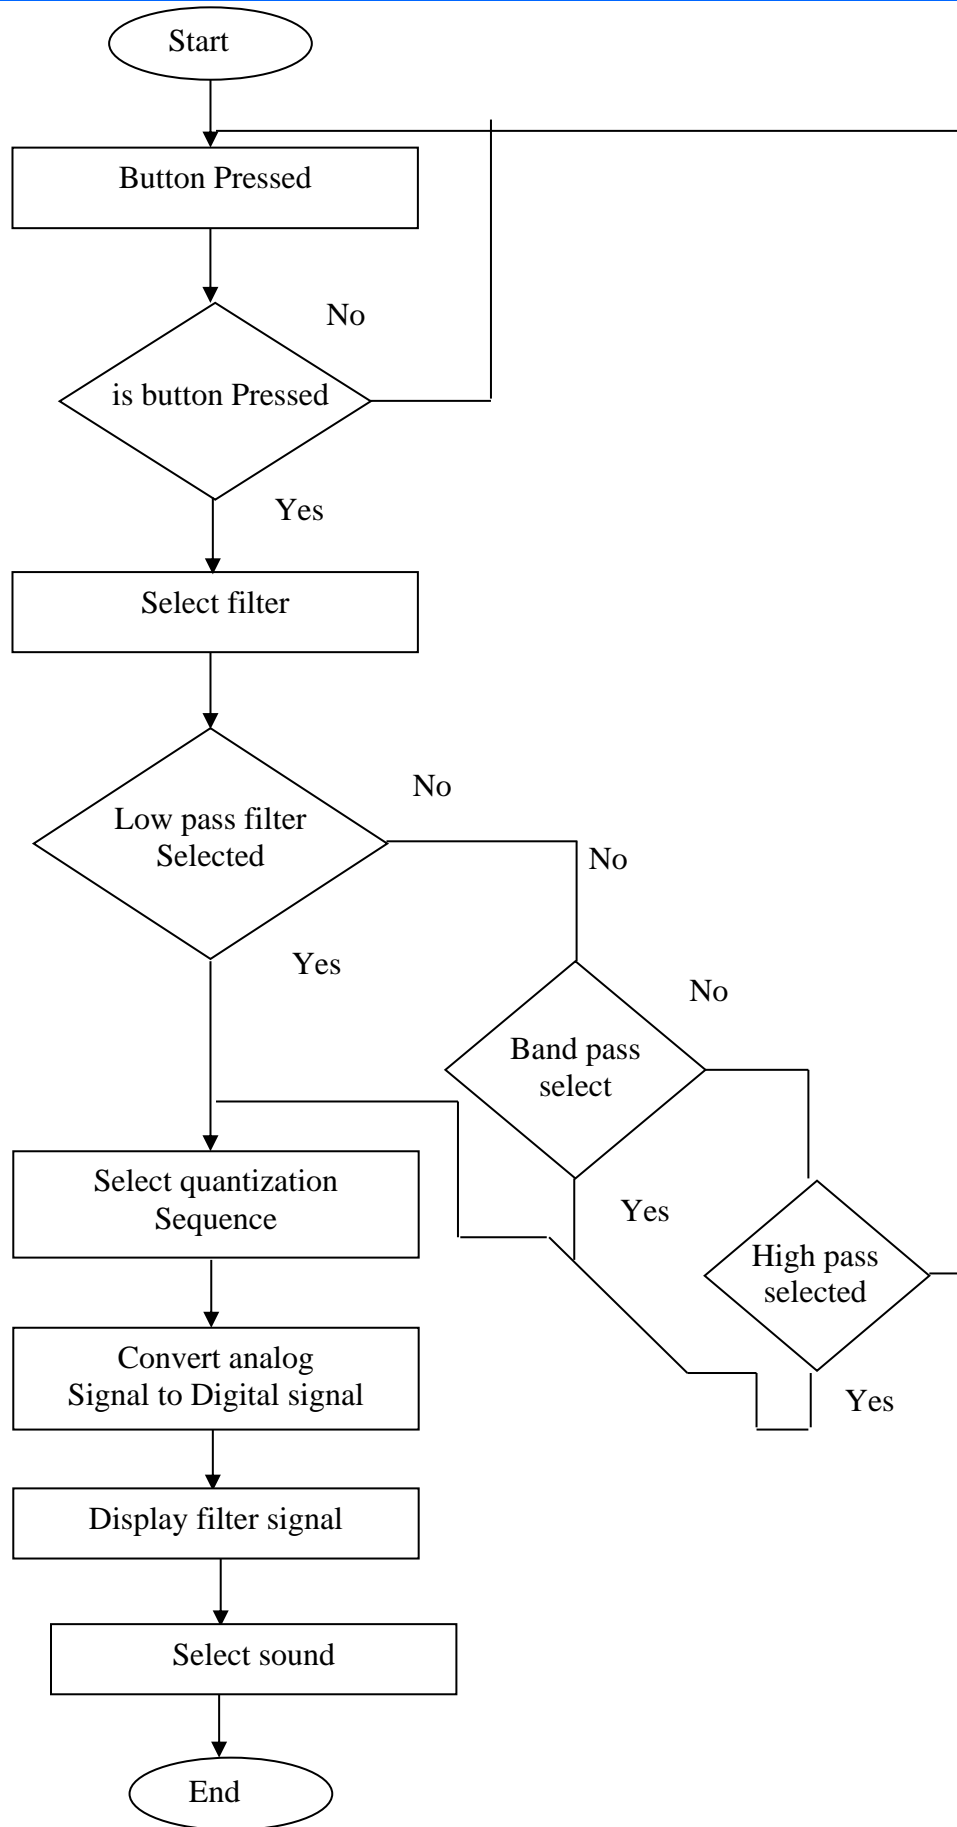 Start
Button Pressed
No
is button Pressed
Yes
Select filter
No
Low pass filter
Selected
No
Yes
No
Band pass
select
Select quantization
Sequence
Yes
High pass
selected
Convert analog
Signal to Digital signal
Yes
Display filter signal
Select sound
End